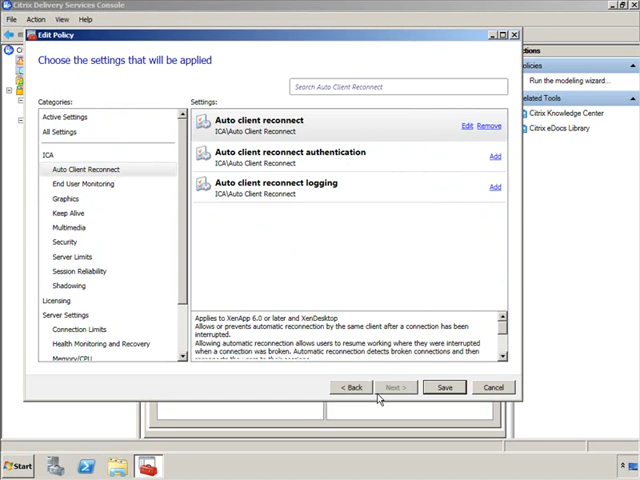 Citrix Delivery Services Console
File Action View Help
Edit Policy
Choose the settings that will be applied
Search Auto Client Reconnect
Categories:
Active Settings
All Settings
ICA
Auto Client Reconnect
End User Monitoring
Graphics
Keep Alive
Multimedia
Security
Server Limits
Session Reliability
Shadowing
Licensing
Server Settings
Connection Limits
Health Monitoring and Recovery
Memory/CPU
Settings:
Auto client reconnect
ICA\Auto Client Reconnect
Edit Remove
Auto client reconnect authentication
ICA\Auto Client Reconnect
Add
Auto client reconnect logging
ICA\Auto Client Reconnect
Add
Applies to XenApp 6.0 or later and XenDesktop
Allows or prevents automatic reconnection by the same client after a connection has been
interrupted.
Allowing automatic reconnection allows users to resume working where they were interrupted
when a connection was broken. Automatic reconnection detects broken connections and then
< Back Next > Save Cancel
ctions
olicies
Run the modeling wizard...
elated Tools
Citrix Knowledge Center
Citrix eDocs Library
Start